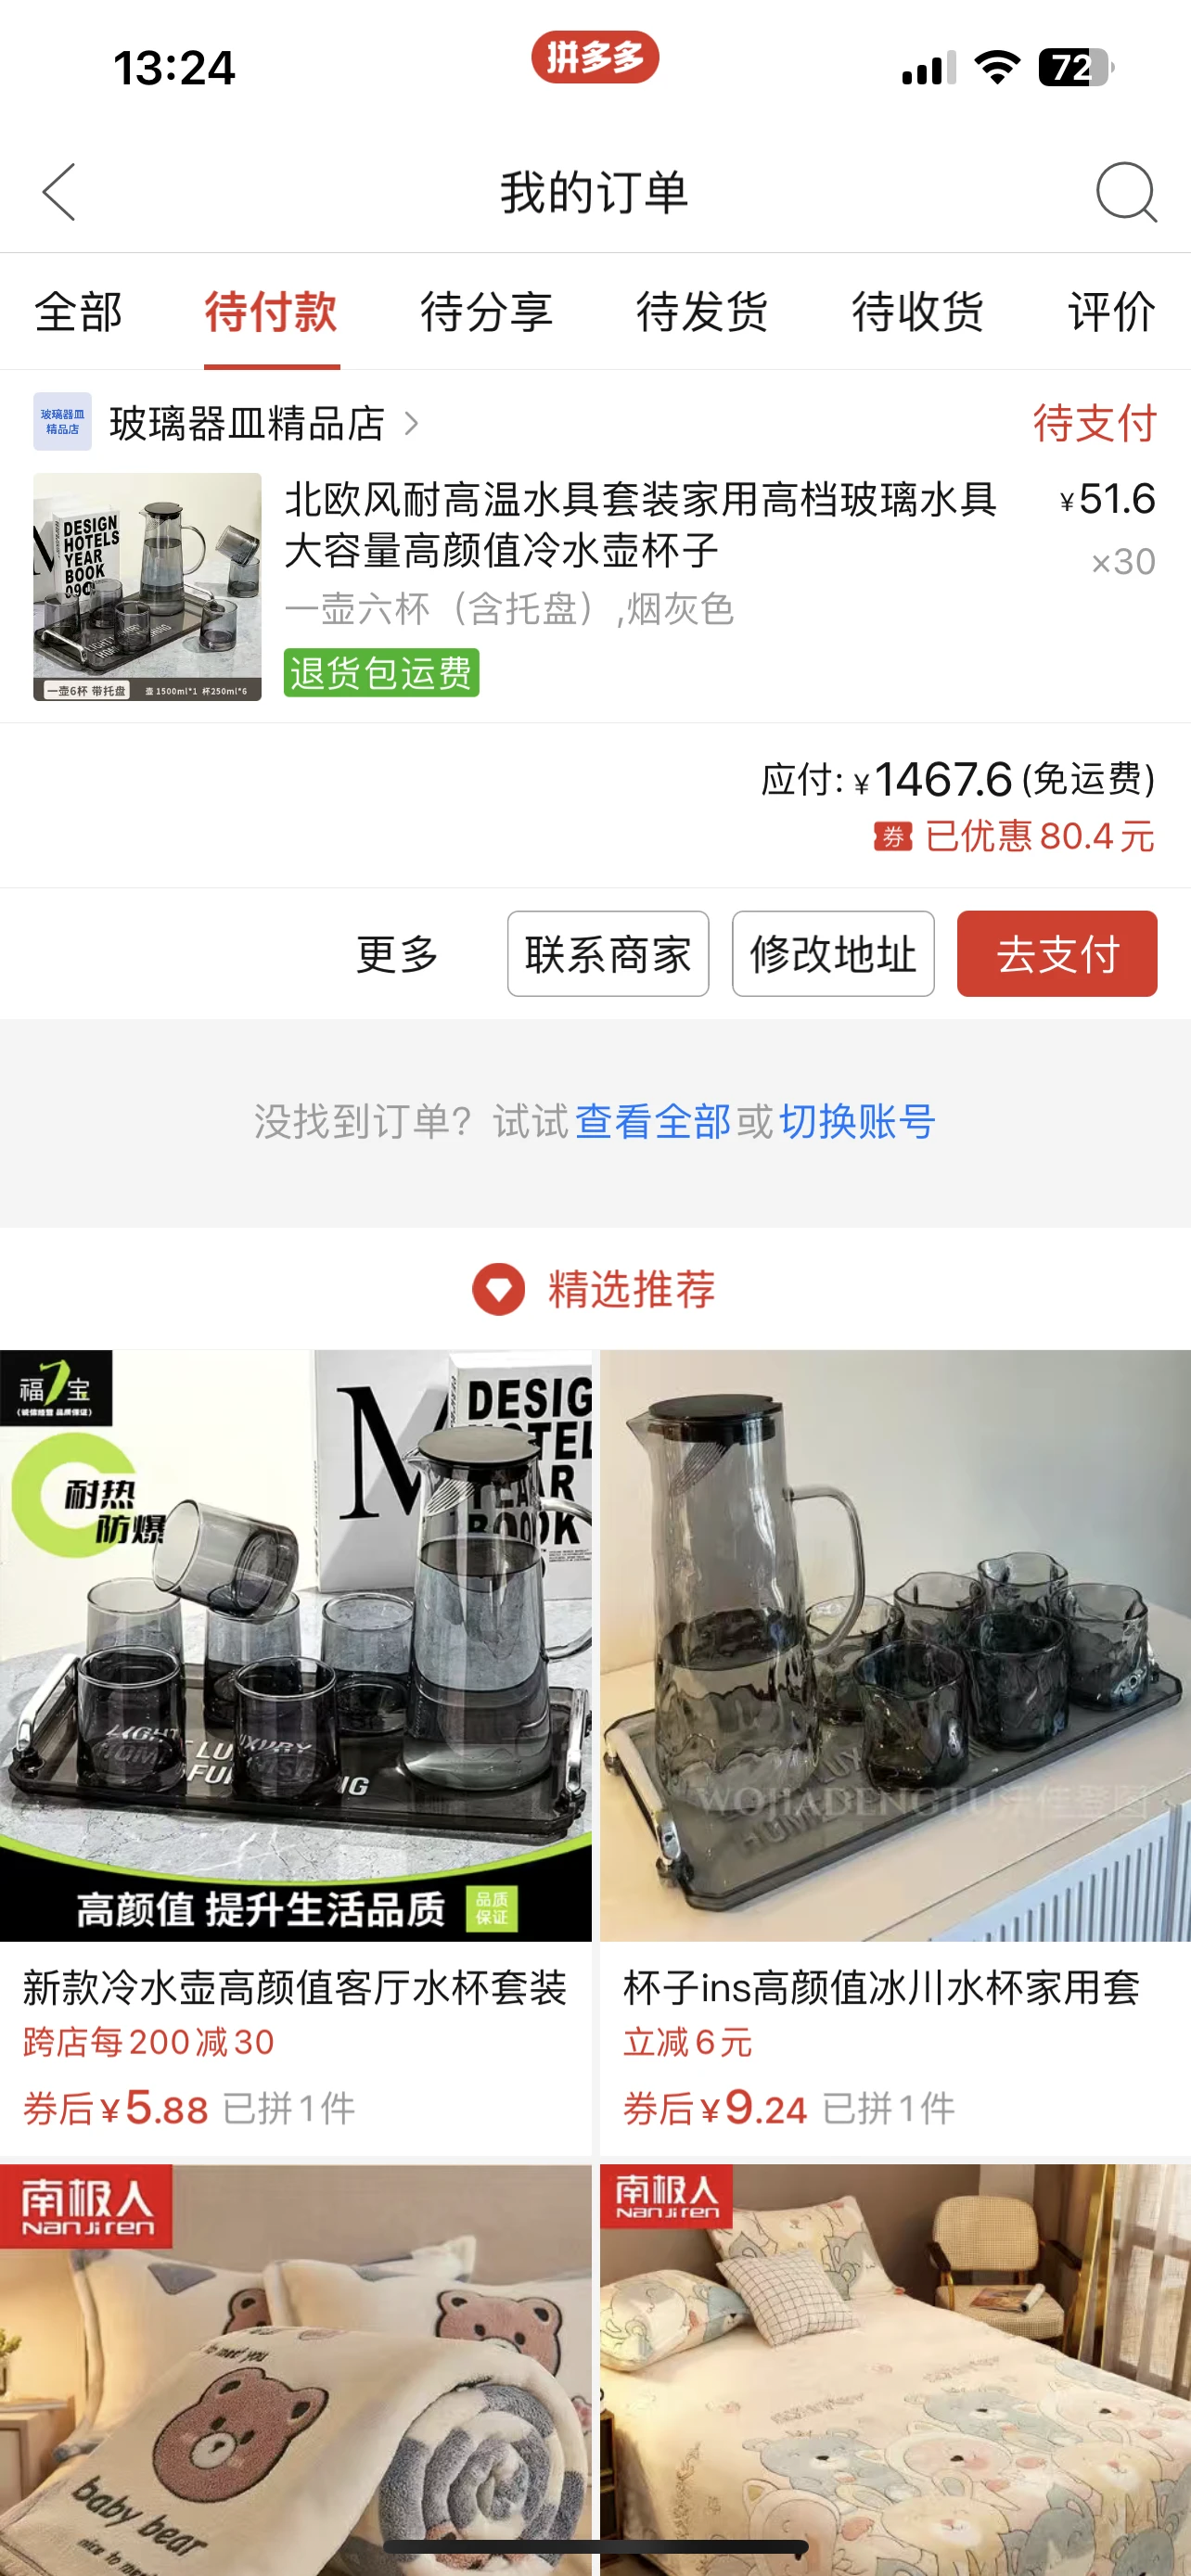 13:24
拼多多
72
我的订单
全部 待付款 待分享 待发货 待收货 评价
玻璃器皿
精品店
玻璃器皿精品店
待支付
北欧风耐高温水具套装家用高档玻璃水具
¥51.6
大容量高颜值冷水壶杯子
×30
一壶六杯（含托盘）,烟灰色
退货包运费
DESIGN
HOTELS
YEAR
BOOK
一壶6杯 带托盘 壶 1500ml*1 杯250ml*6
应付: ¥1467.6(免运费)
券 已优惠80.4元
更多 联系商家 修改地址 去支付
没找到订单？试试查看全部或切换账号
精选推荐
福7宝
(诚信经营 品质保证)
耐热
防爆
M
DESIG
YEAR
BOOK
高颜值 提升生活品质
品质
保证
WOJIADENGTU
新款冷水壶高颜值客厅水杯套装
跨店每200减30
券后¥5.88 已拼1件
杯子ins高颜值冰川水杯家用套
立减6元
券后¥9.24 已拼1件
南极人
NanJiren
baby bear
南极人
NanJiren